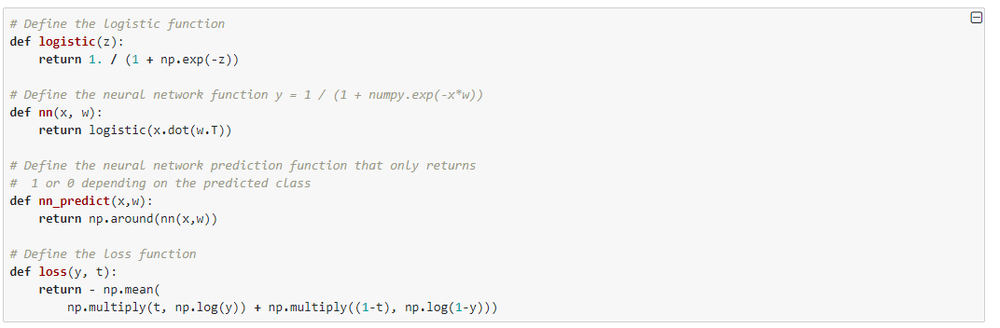 # Define the logistic function
def logistic(z):
    return 1. / (1 + np.exp(-z))

# Define the neural network function y = 1 / (1 + numpy.exp(-x*w))
def nn(x, w):
    return logistic(x.dot(w.T))

# Define the neural network prediction function that only returns
#  1 or 0 depending on the predicted class
def nn_predict(x,w):
    return np.around(nn(x,w))

# Define the loss function
def loss(y, t):
    return - np.mean(
        np.multiply(t, np.log(y)) + np.multiply((1-t), np.log(1-y)))